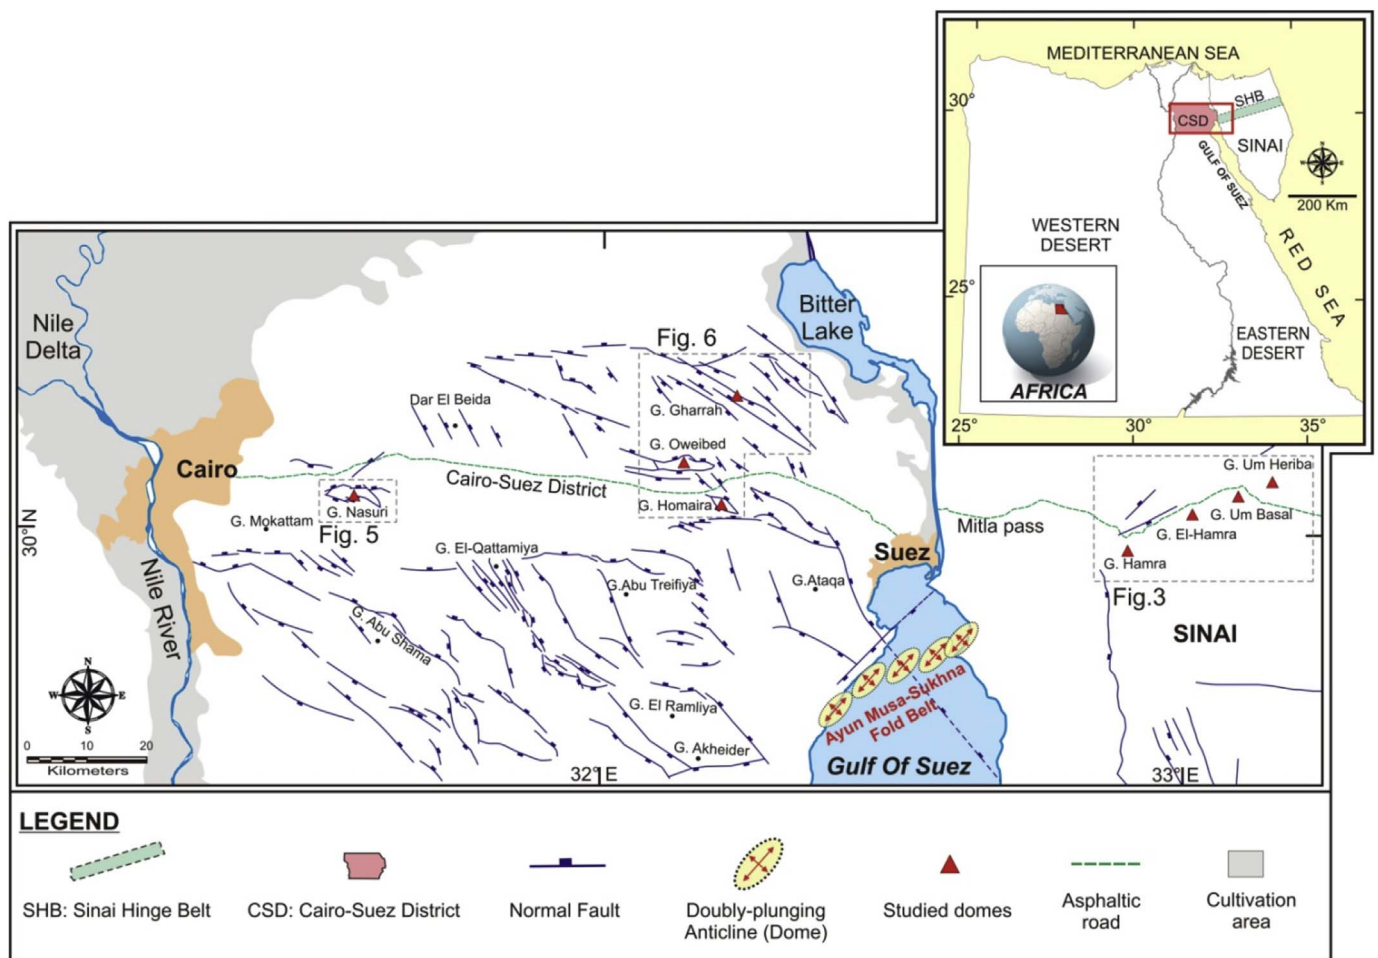 MEDITERRANEAN SEA
30°
SHB
CSD
SINAI
GULF OF SUEZ
N
W
E
S
200 Km
WESTERN
DESERT
RED SEA
25°
EASTERN
DESERT
AFRICA
25°
30°
35°
Nile
Delta
Bitter
Lake
Fig. 6
Dar El Beida
G. Gharrah
G. Oweibed
Cairo
Cairo-Suez District
G. Homaira
G. Nasuri
Fig. 5
G. Mokattam
30°N
G. Um Heriba
G. Um Basal
G. El-Hamra
G. Hamra
Mitla pass
Fig.3
Suez
G. El-Qattamiya
G.Abu Treifiya
G.Ataqa
Nile River
G. Abu Shama
SINAI
Ayun Musa-Sukhna
Fold Belt
G. El Ramliya
G. Akheider
N
W
E
S
0 10 20
Kilometers
32° E
Gulf Of Suez
33° E
LEGEND
SHB: Sinai Hinge Belt
CSD: Cairo-Suez District
Normal Fault
Doubly-plunging
Anticline (Dome)
Studied domes
Asphaltic
road
Cultivation
area